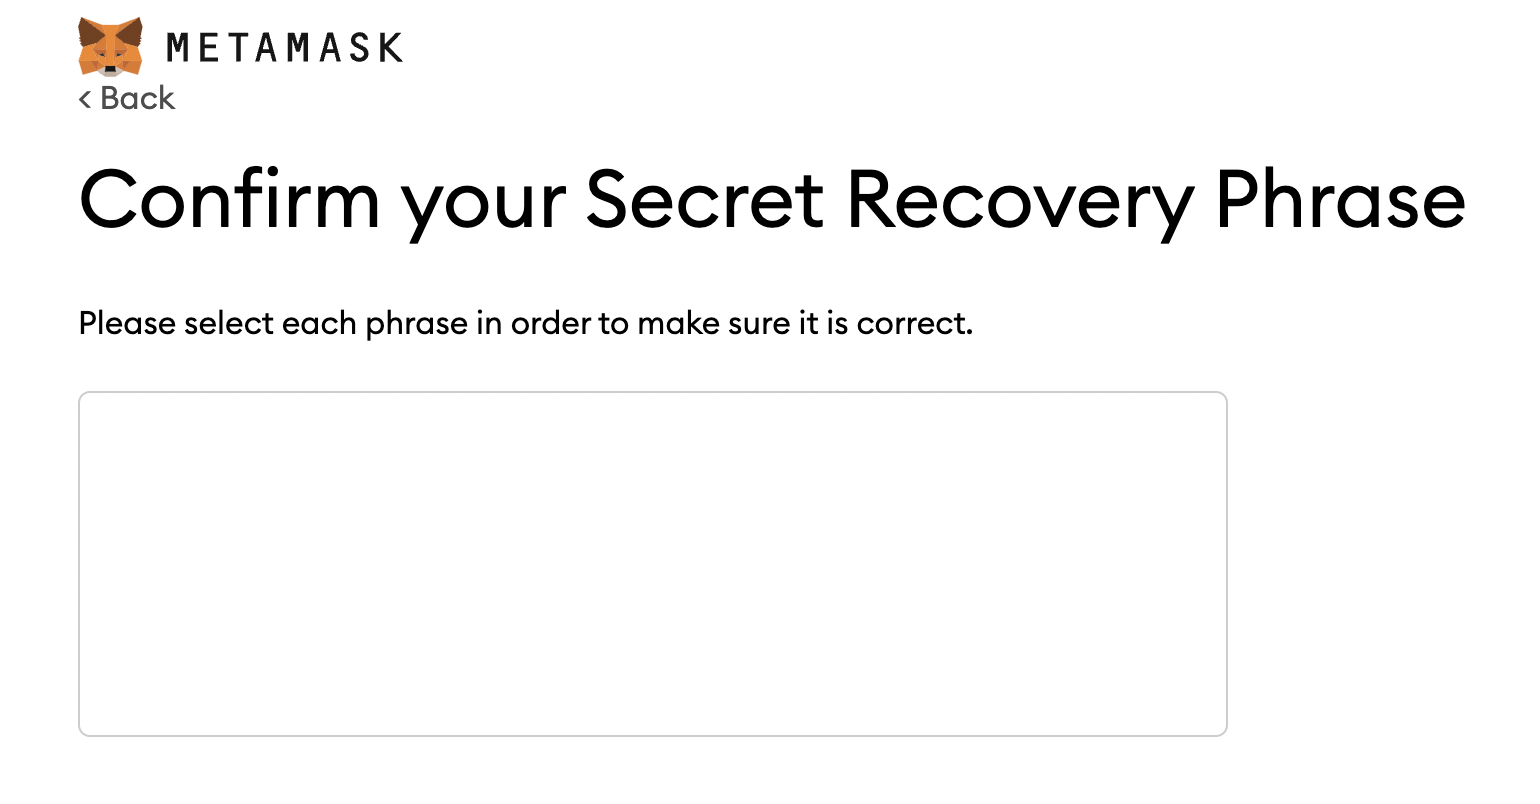 METAMASK
< Back
Confirm your Secret Recovery Phrase
Please select each phrase in order to make sure it is correct.